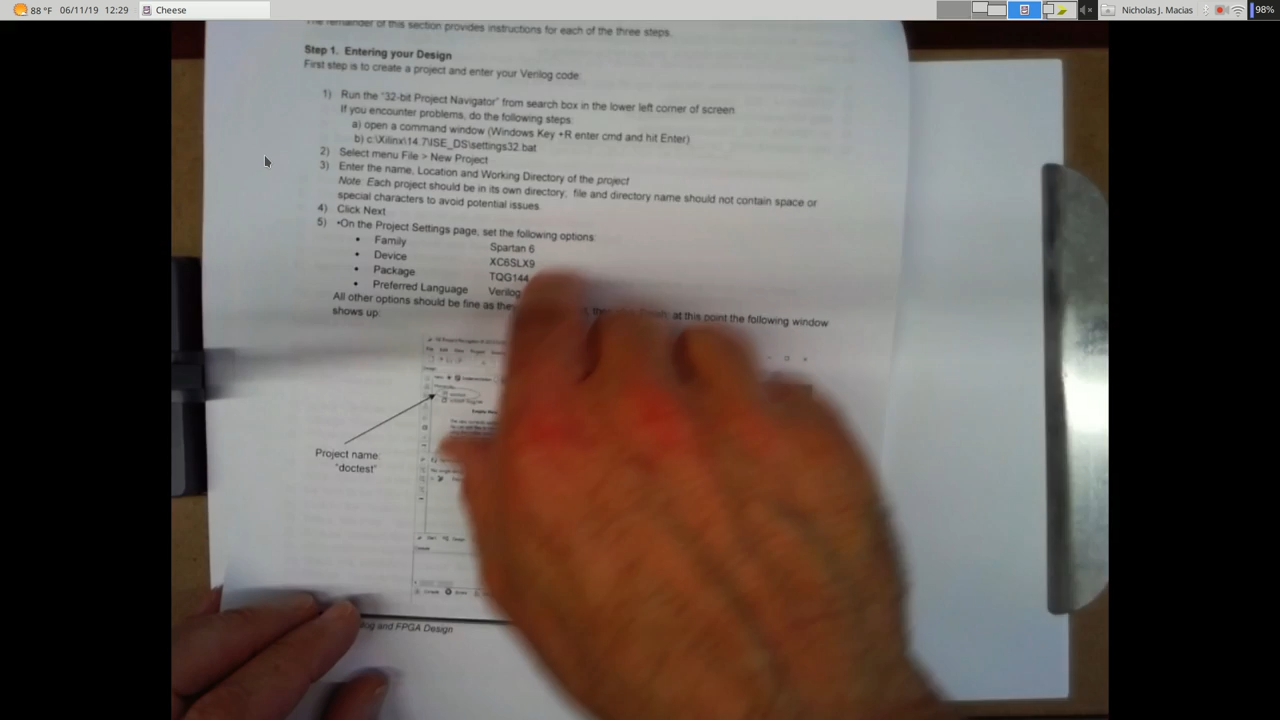 88 °F 06/11/19 12:29 Cheese Nicholas J. Macias 98%
The remainder of this section provides instructions for each of the three steps.
Step 1. Entering your Design
First step is to create a project and enter your Verilog code:
1) Run the "32-bit Project Navigator" from search box in the lower left corner of screen
If you encounter problems, do the following steps:
a) open a command window (Windows Key +R enter cmd and hit Enter)
b) c:\Xilinx\14.7\ISE_DS\settings32.bat
2) Select menu File > New Project
3) Enter the name, Location and Working Directory of the project
Note: Each project should be in its own directory, file and directory name should not contain space or
special characters to avoid potential issues.
4) Click Next
5) •On the Project Settings page, set the following options:
• Family Spartan 6
• Device XC6SLX9
• Package TQG144
• Preferred Language Verilog
All other options should be fine as they at this point the following window
shows up:
Project name:
"doctest"
and FPGA Design